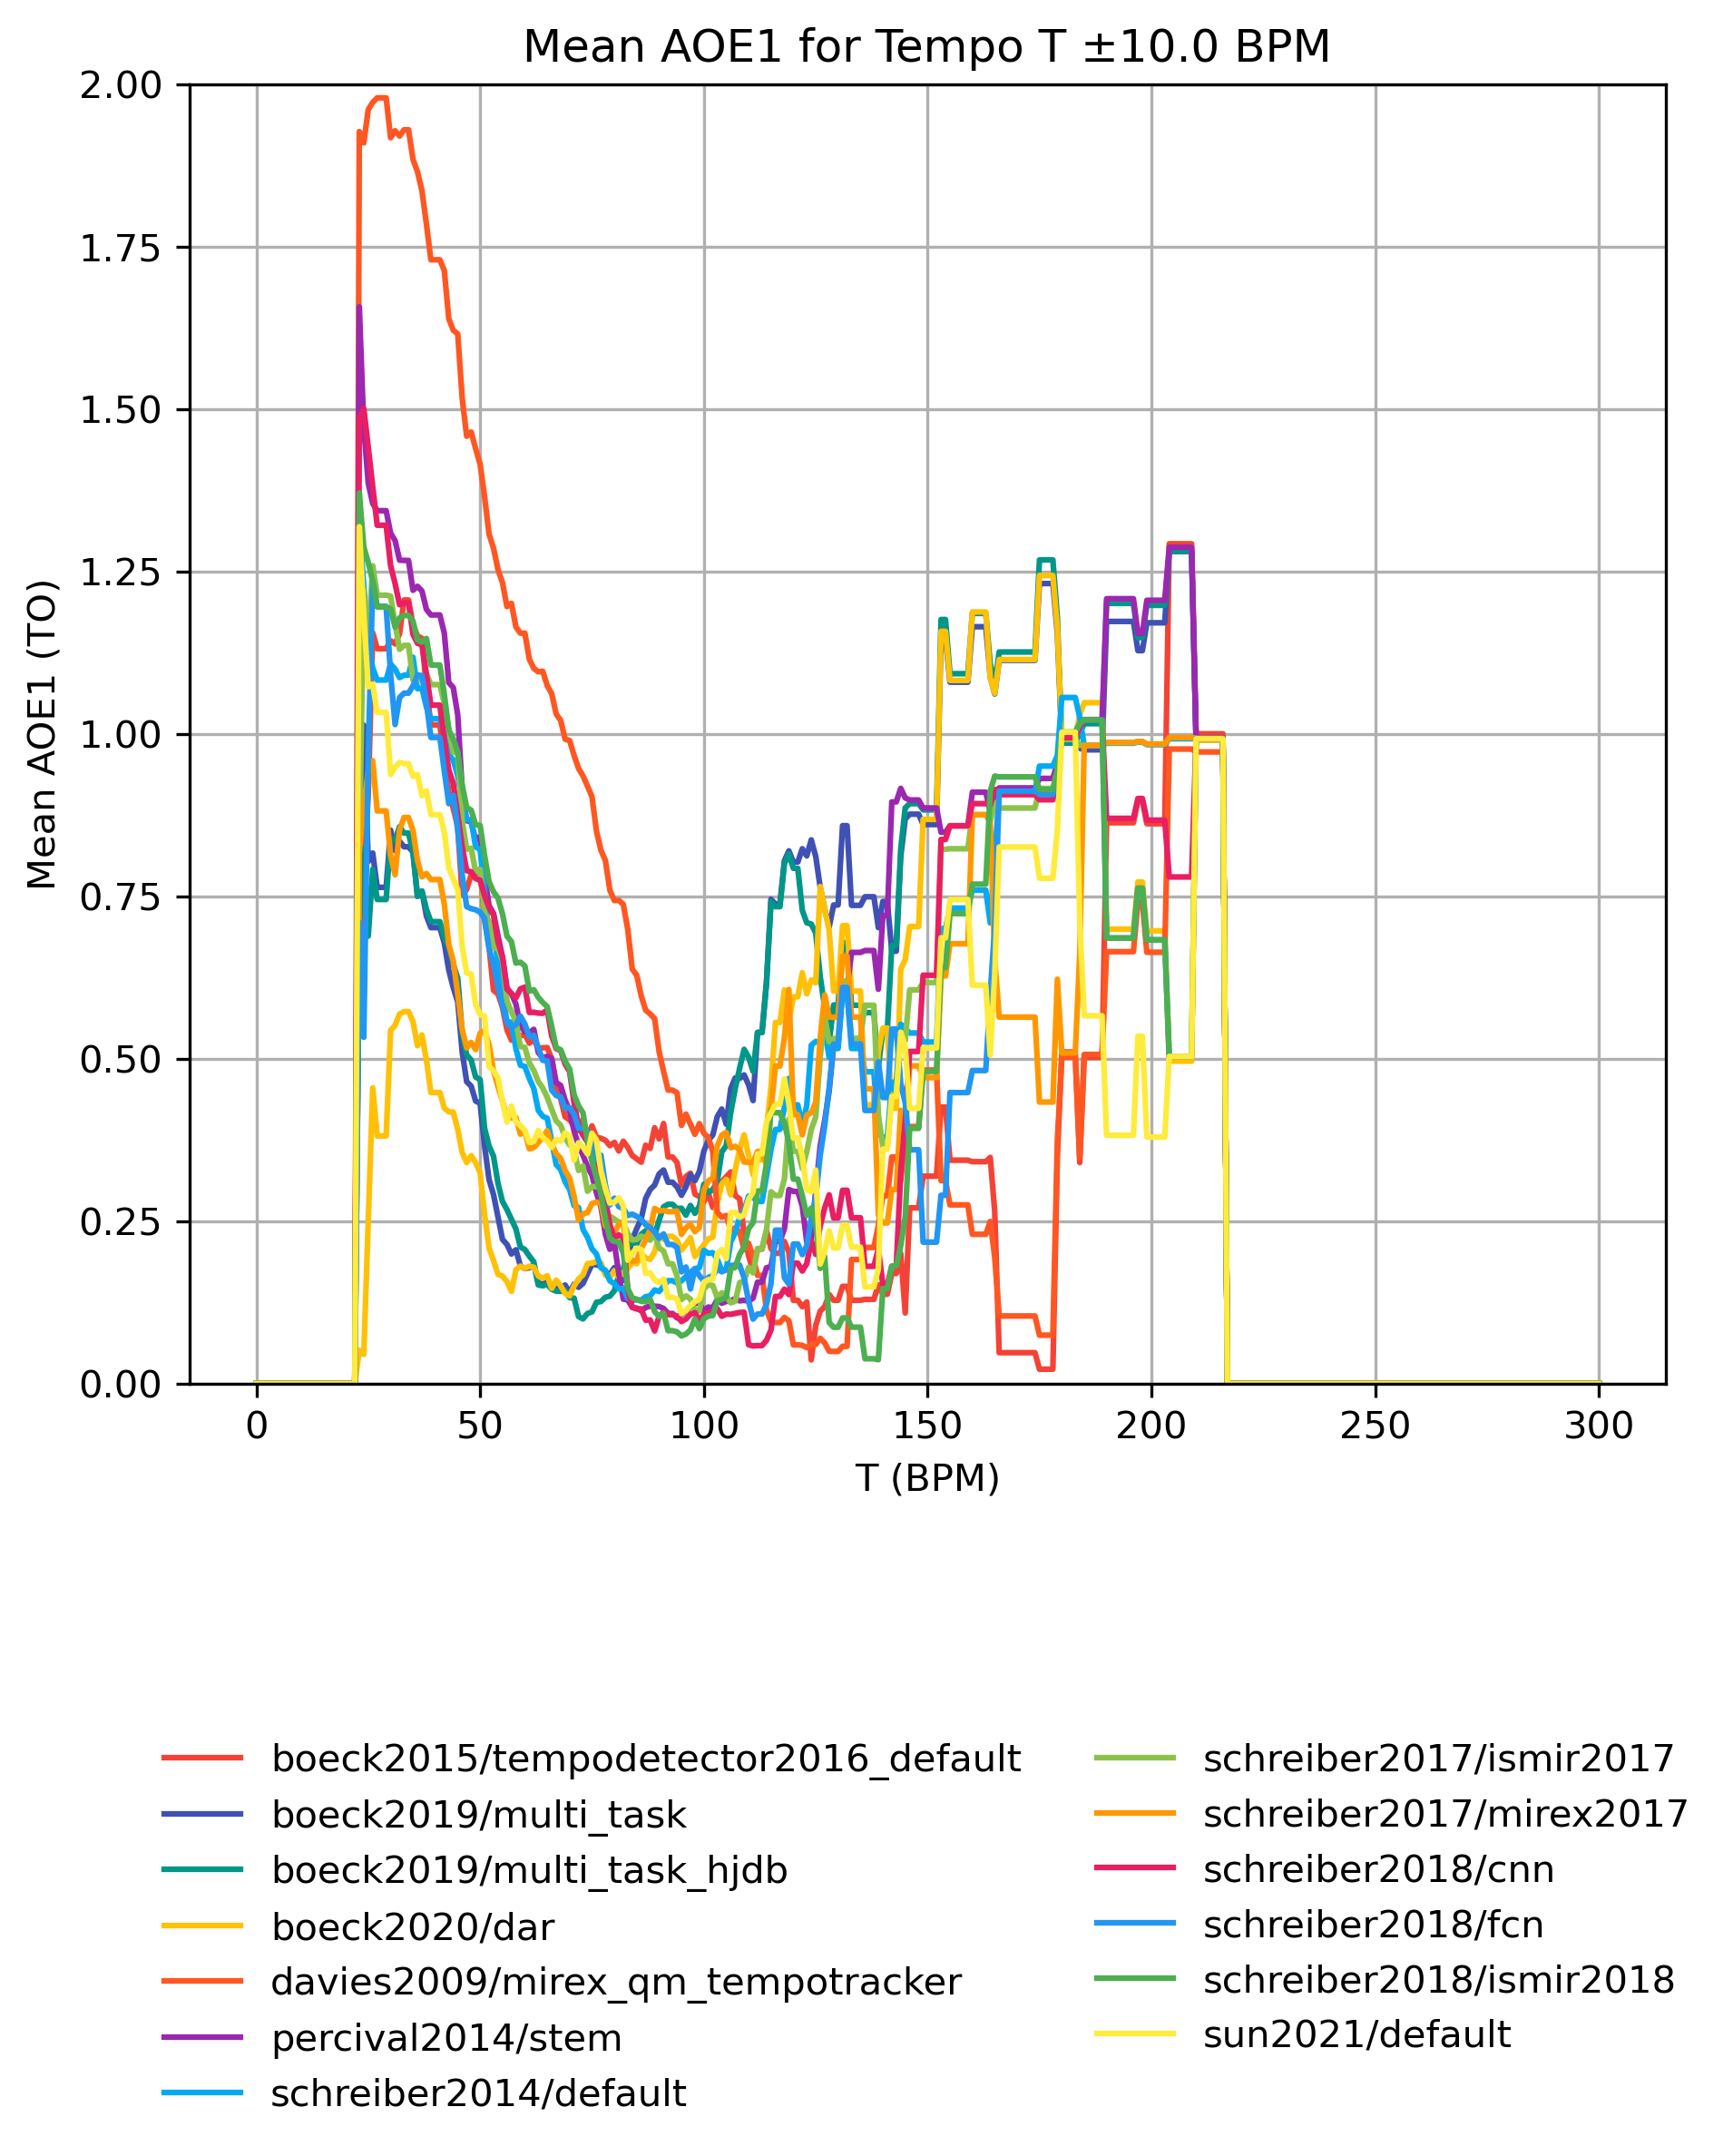 Mean AOE1 for Tempo T ±10.0 BPM
2.00
1.75
1.50
1.25
1.00
0.75
0.50
0.25
0.00
Mean AOE1 (TO)
0 50 100 150 200 250 300
T (BPM)
boeck2015/tempodetector2016_default
boeck2019/multi_task
boeck2019/multi_task_hjdb
boeck2020/dar
davies2009/mirex_qm_tempotracker
percival2014/stem
schreiber2014/default
schreiber2017/ismir2017
schreiber2017/mirex2017
schreiber2018/cnn
schreiber2018/fcn
schreiber2018/ismir2018
sun2021/default